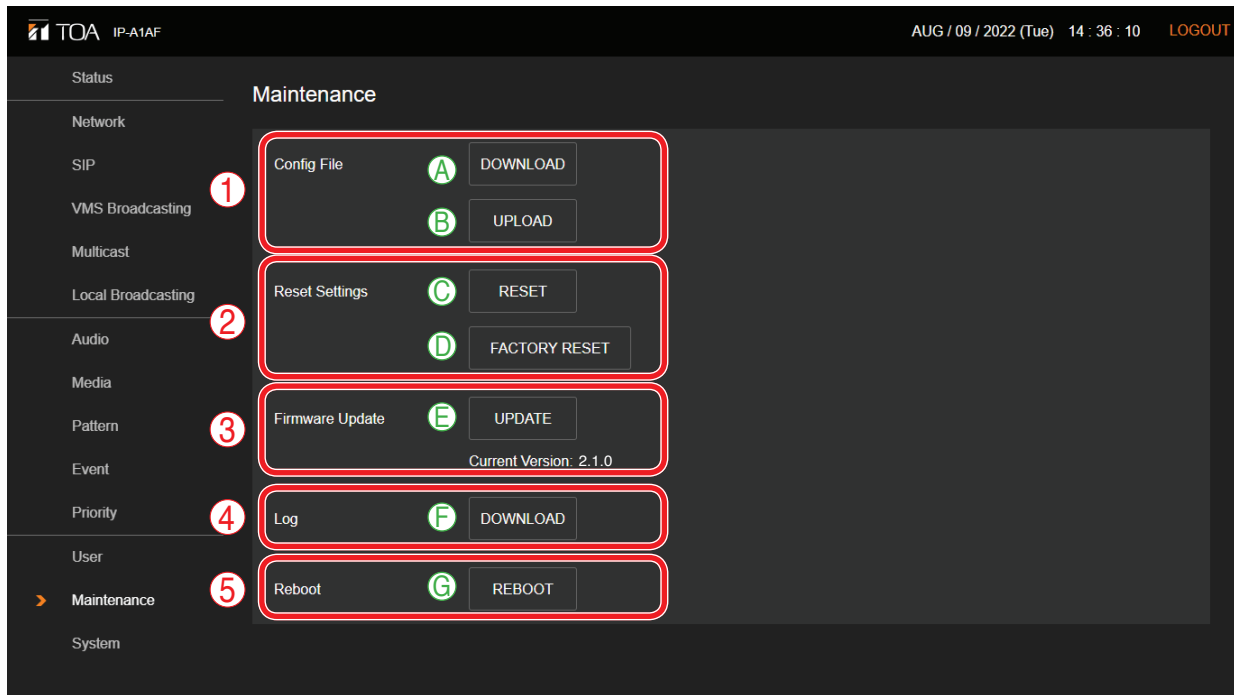 TOA IP-A1AF AUG / 09 / 2022 (Tue) 14 : 36 : 10 LOGOUT
Status
Network
SIP
VMS Broadcasting
Multicast
Local Broadcasting
Audio
Media
Pattern
Event
Priority
User
Maintenance
System
Maintenance
1
Config File A DOWNLOAD
B UPLOAD
2
Reset Settings C RESET
D FACTORY RESET
3
Firmware Update E UPDATE
Current Version: 2.1.0
4
Log F DOWNLOAD
5
Reboot G REBOOT